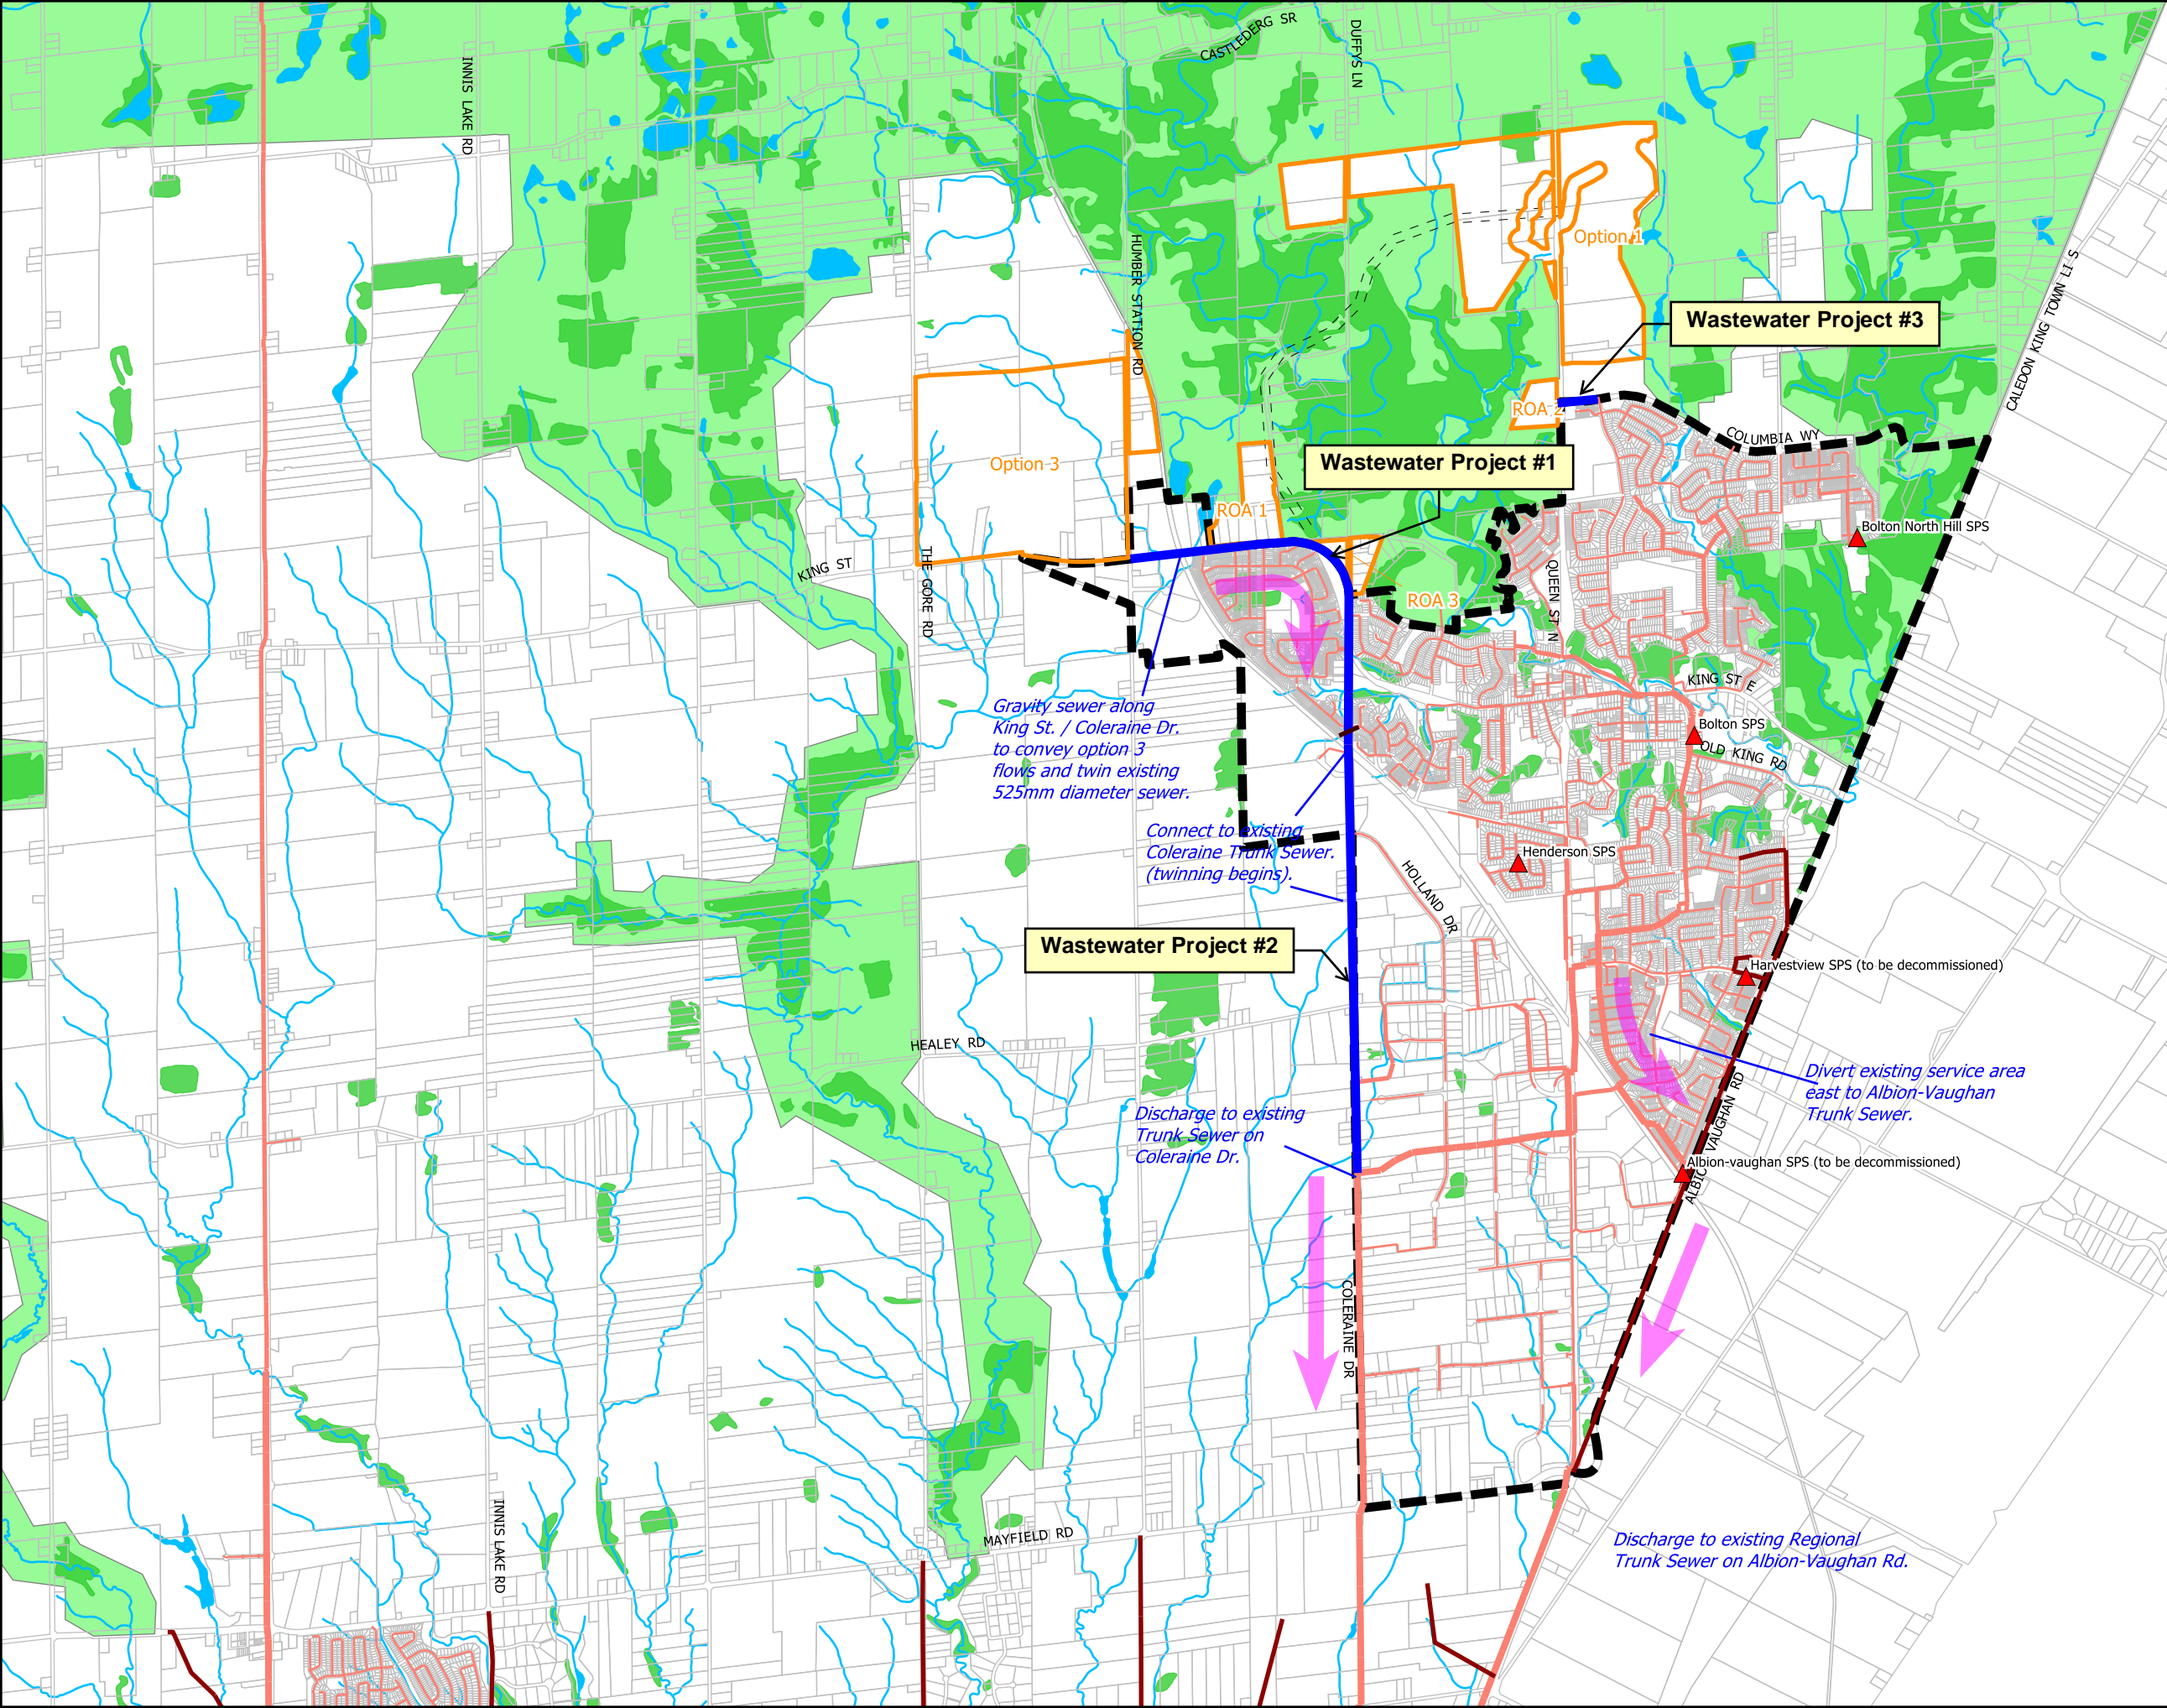 CASTLEDERG SR
DUFFYS LN
INNIS LAKE RD
HUMBER STATION RD
Option 1
CALEDON KING TOWN LI S
Wastewater Project #3
ROA 2
COLUMBIA WY
Wastewater Project #1
Option 3
ROA 1
Bolton North Hill SPS
KING ST
THE GORE RD
QUEEN ST N
ROA 3
KING ST E
Gravity sewer along
King St. / Coleraine Dr.
to convey option 3
flows and twin existing
525mm diameter sewer.
Bolton SPS
OLD KING RD
Connect to existing
Coleraine Trunk Sewer.
(twinning begins).
Henderson SPS
HOLLAND DR
Wastewater Project #2
Harvestview SPS (to be decommissioned)
HEALEY RD
Divert existing service area
east to Albion-Vaughan
Trunk Sewer.
Discharge to existing
Trunk Sewer on
Coleraine Dr.
ALBION VAUGHAN RD
Albion-vaughan SPS (to be decommissioned)
COLERAINE DR
INNIS LAKE RD
MAYFIELD RD
Discharge to existing Regional
Trunk Sewer on Albion-Vaughan Rd.